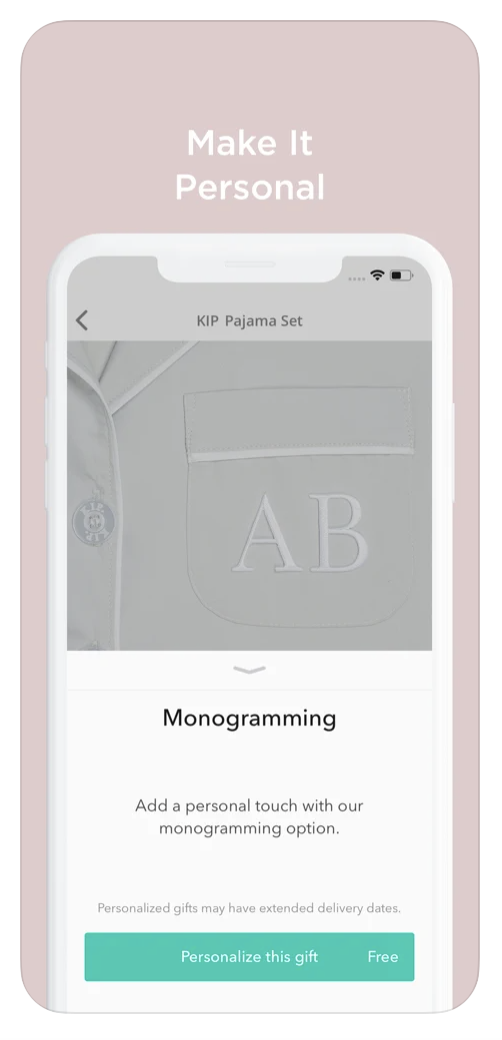 Make It
Personal
KIP Pajama Set
AB
Monogramming
Add a personal touch with our
monogramming option.
Personalized gifts may have extended delivery dates.
Personalize this gift Free